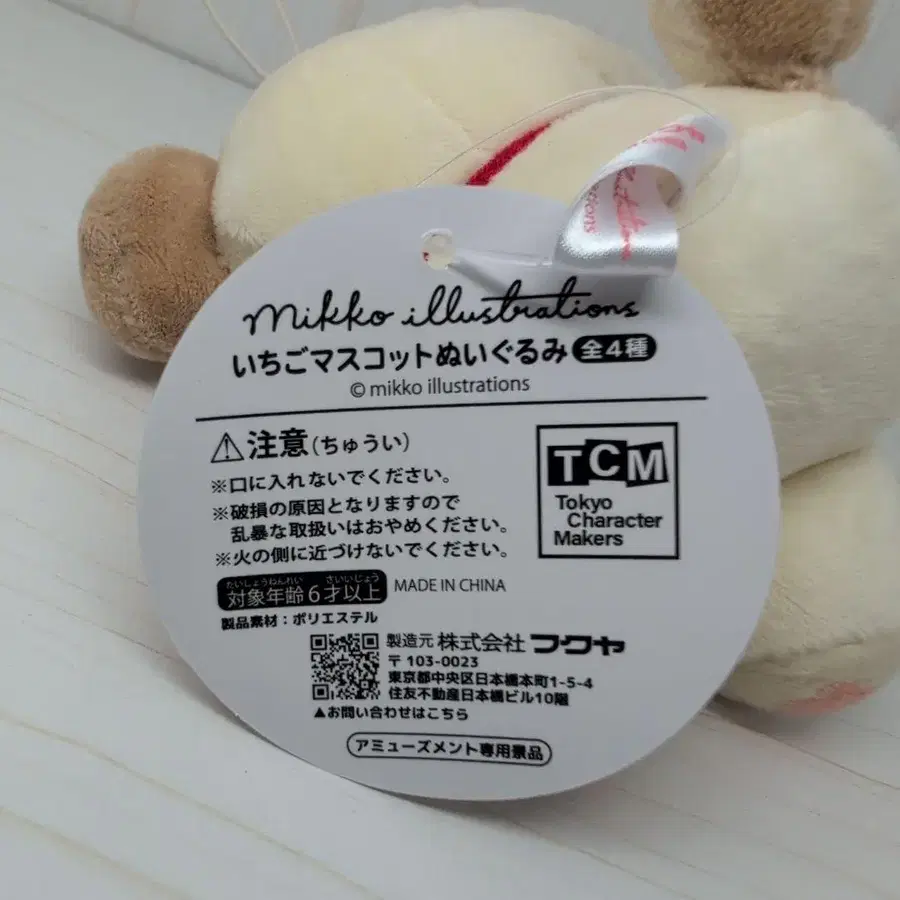 mikko illustrations
いちごマスコットぬいぐるみ 全4種
© mikko illustrations
注意(ちゅうい)
※口に入れないでください。
※破損の原因となりますので
乱暴な取扱いはおやめください。
※火の側に近づけないでください。
TCM
Tokyo
Character
Makers
たいしょうねんれい さいいじょう
対象年齢6才以上 MADE IN CHINA
製品素材:ポリエステル
製造元 株式会社フクヤ
〒103-0023
東京都中央区日本橋本町1-5-4
住友不動産日本橋ビル10階
▲お問い合わせはこちら
アミューズメント専用景品